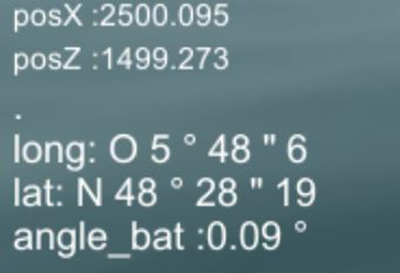 posX :2500.095
posZ :1499.273
.
long: O 5 ° 48 " 6
lat: N 48 ° 28 " 19
angle_bat :0.09 °